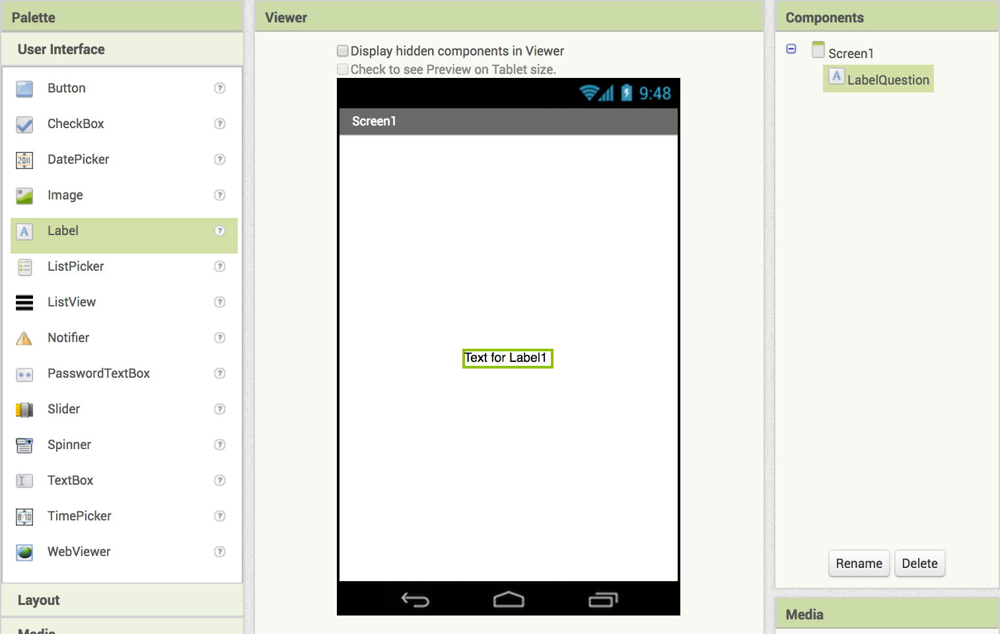 Palette
User Interface
Button
CheckBox
DatePicker
Image
Label
ListPicker
ListView
Notifier
PasswordTextBox
Slider
Spinner
TextBox
TimePicker
WebViewer
Layout
Media
Viewer
Display hidden components in Viewer
Check to see Preview on Tablet size.
9:48
Screen1
Text for Label1
Components
Screen1
LabelQuestion
Rename Delete
Media